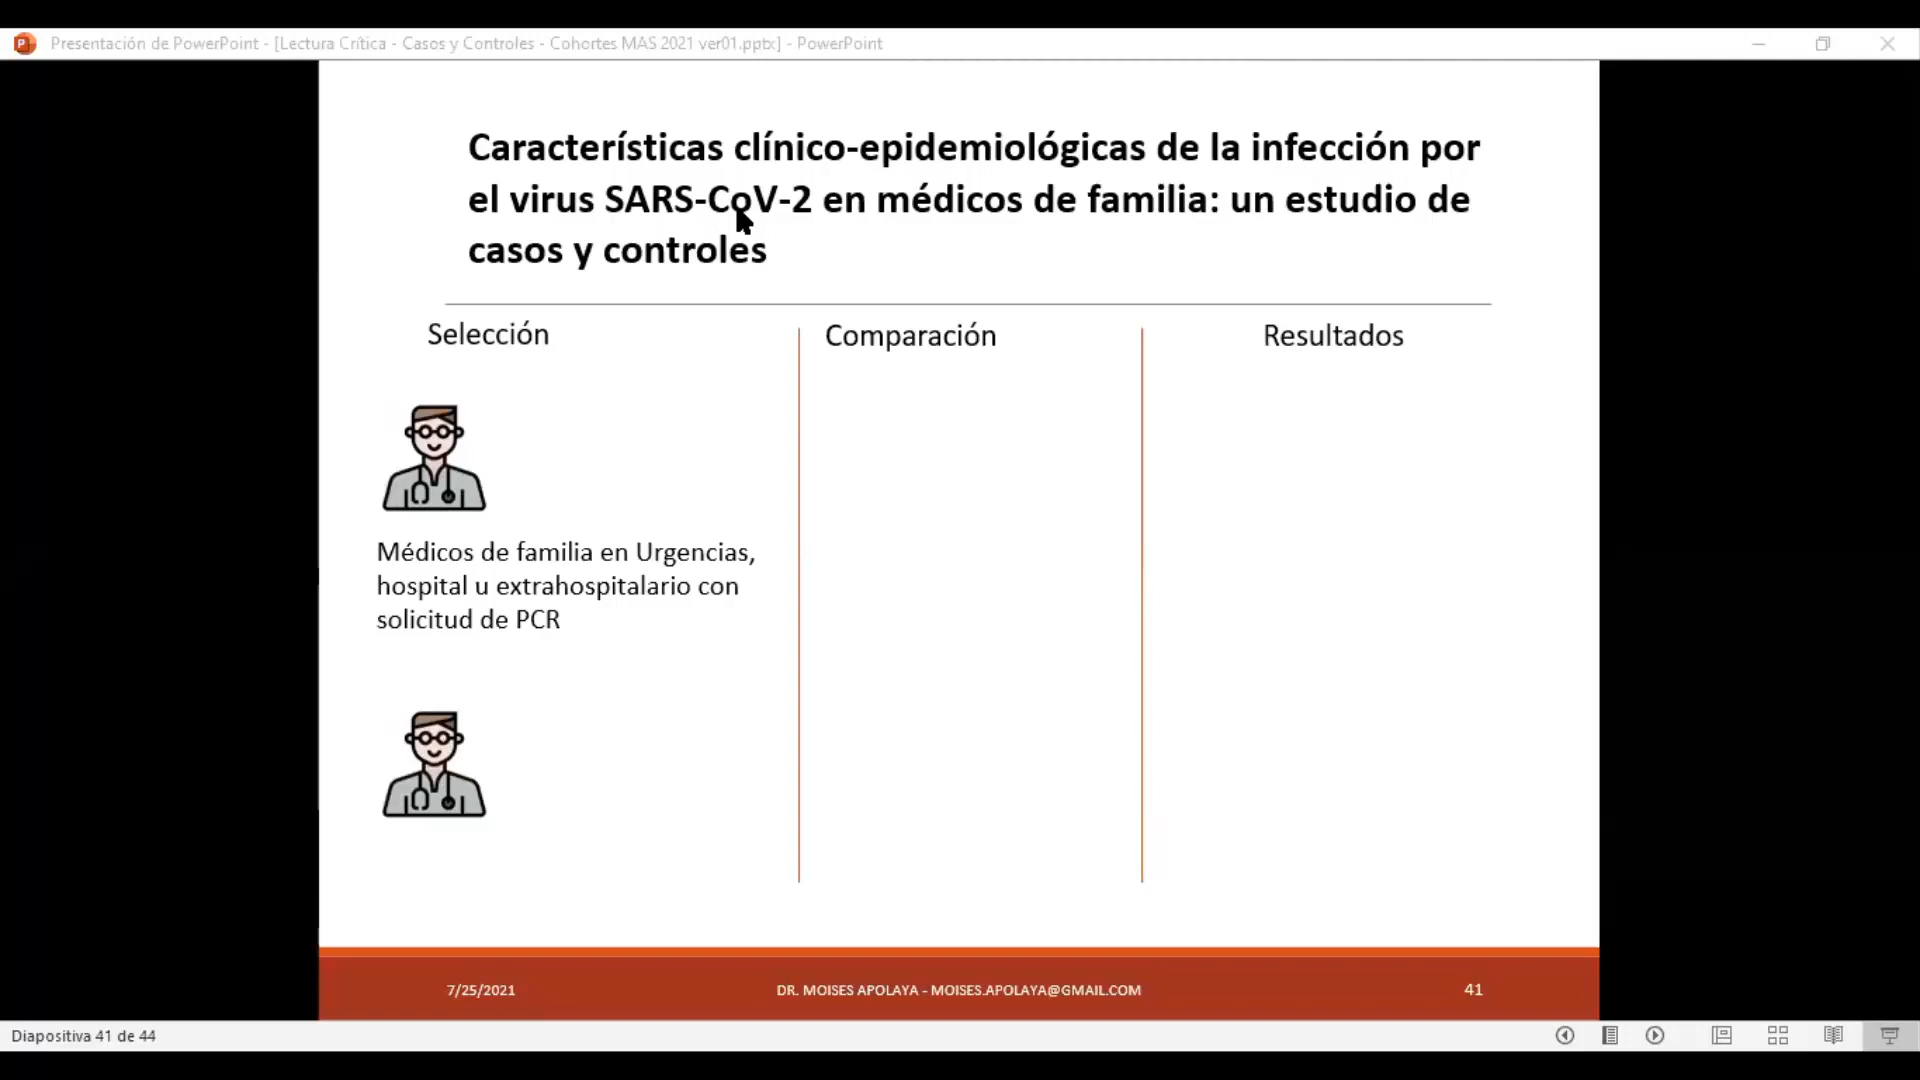 Presentación de PowerPoint - [Lectura Crítica - Casos y Controles - Cohortes MAS 2021 ver01.pptx] - PowerPoint
Características clínico-epidemiológicas de la infección por
el virus SARS-CoV-2 en médicos de familia: un estudio de
casos y controles
Selección
Comparación
Resultados
Médicos de familia en Urgencias,
hospital u extrahospitalario con
solicitud de PCR
7/25/2021
DR. MOISES APOLAYA - MOISES.APOLAYA@GMAIL.COM
41
Diapositiva 41 de 44